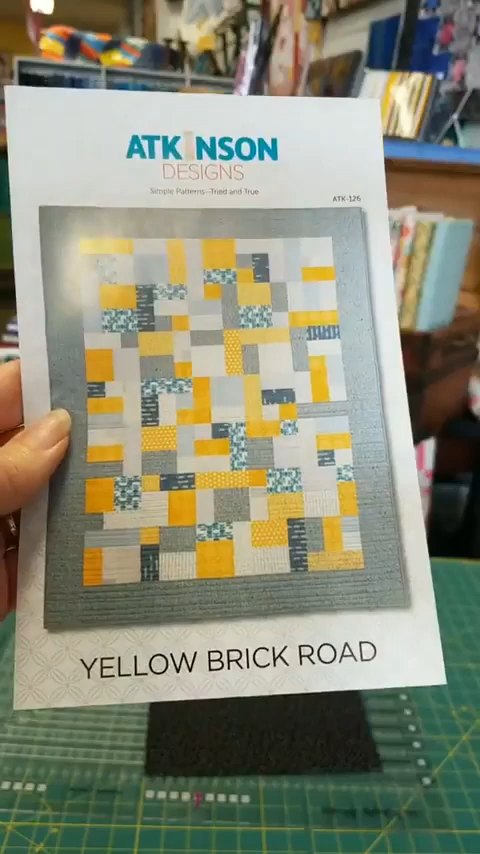 ATKINSON
DESIGNS
Simple Patterns--Tried and True
ATK-126
YELLOW BRICK ROAD